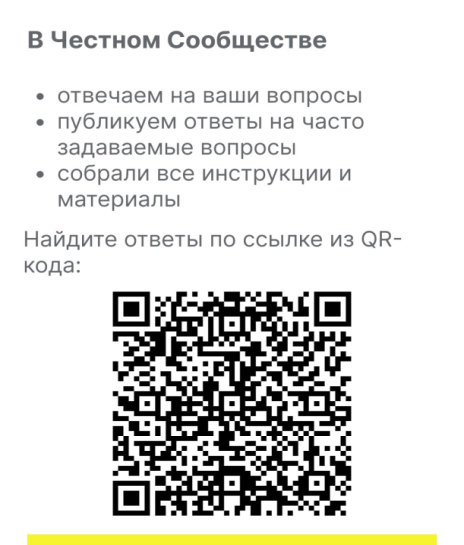 В Честном Сообществе
• отвечаем на ваши вопросы
• публикуем ответы на часто
задаваемые вопросы
• собрали все инструкции и
материалы
Найдите ответы по ссылке из QR-
кода: